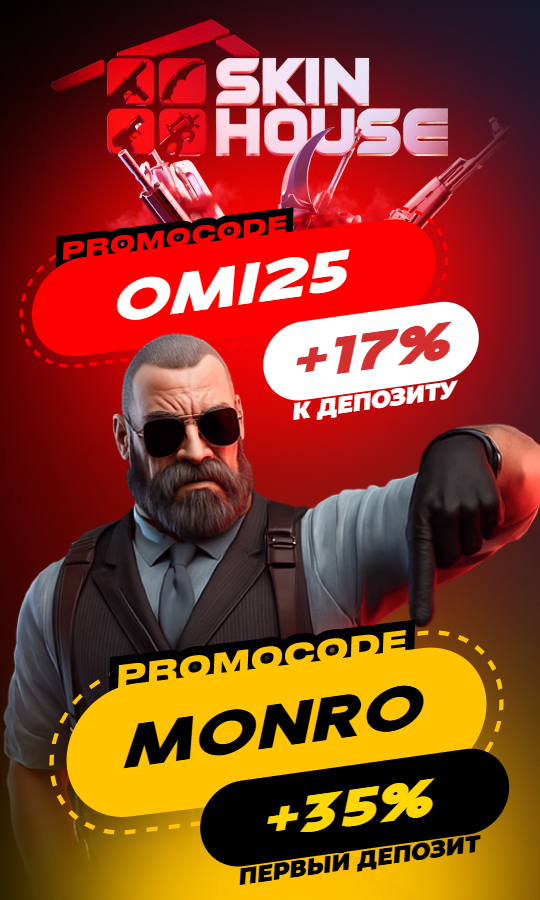 SKIN
HOUSE
PROMOCODE
OMI25
+17%
К ДЕПОЗИТУ
PROMOCODE
MONRO
+35%
ПЕРВЫЙ ДЕПОЗИТ